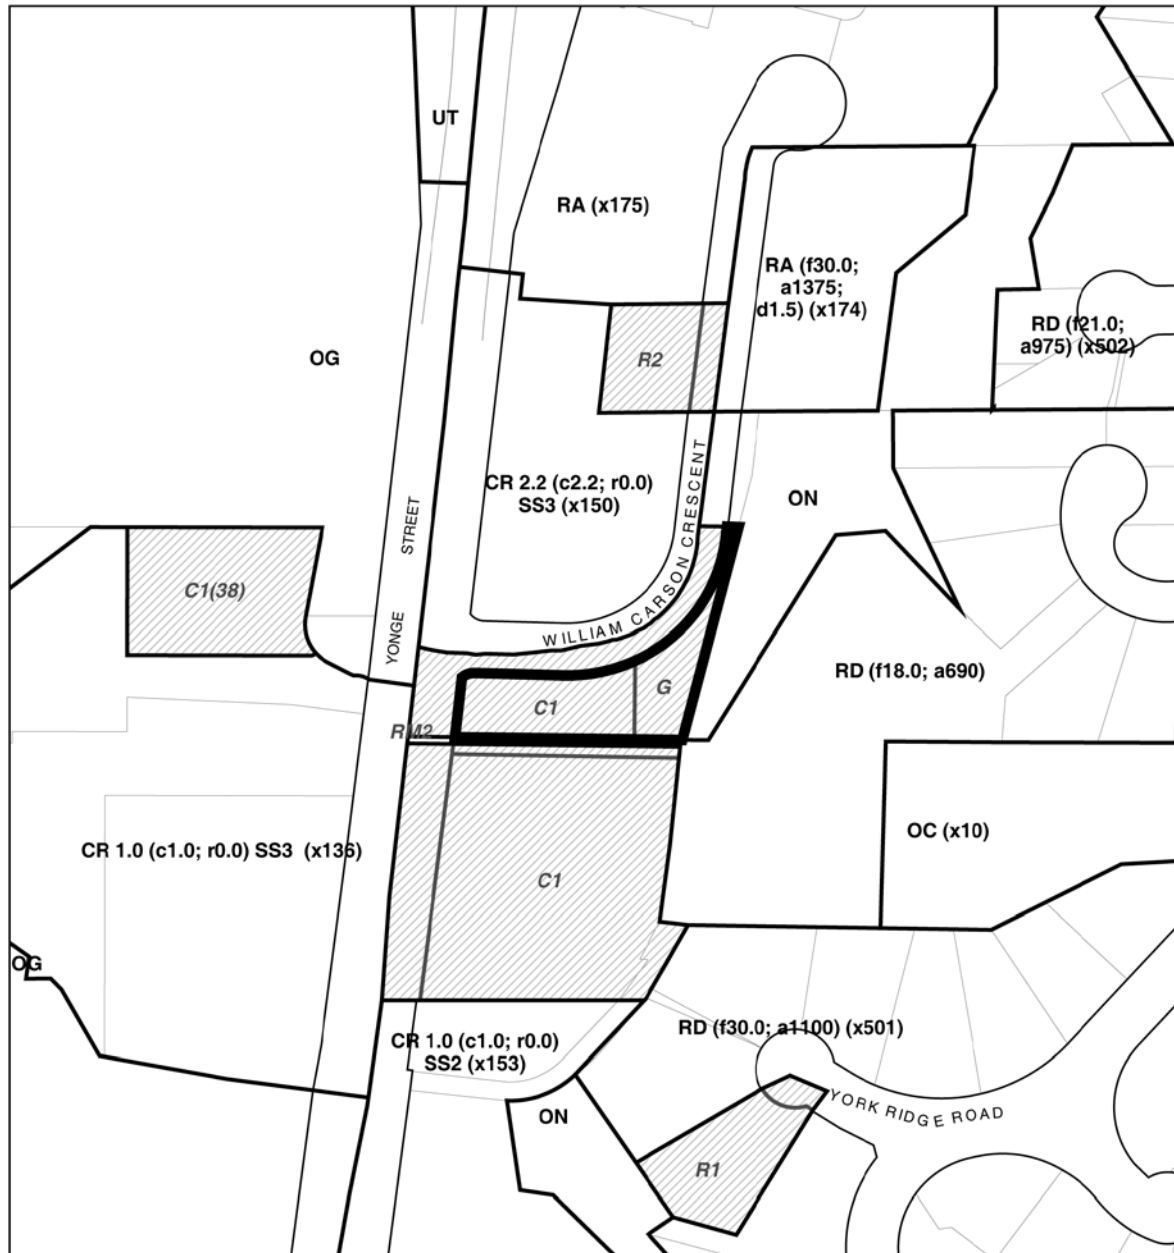 UT
RA (x175)
RA (f30.0;
a1375;
d1.5) (x174)
RD (f21.0;
a975) (x502)
OG
R2
CR 2.2 (c2.2; r0.0)
SS3 (x150)
ON
WILLIAM CARSON CRESCENT
YONGE STREET
C1(38)
RD (f18.0; a690)
G
C1
RM2
OC (x10)
CR 1.0 (c1.0; r0.0) SS3 (x136)
C1
OG
RD (f30.0; a1100) (x501)
CR 1.0 (c1.0; r0.0)
SS2 (x153)
YORK RIDGE ROAD
ON
R1